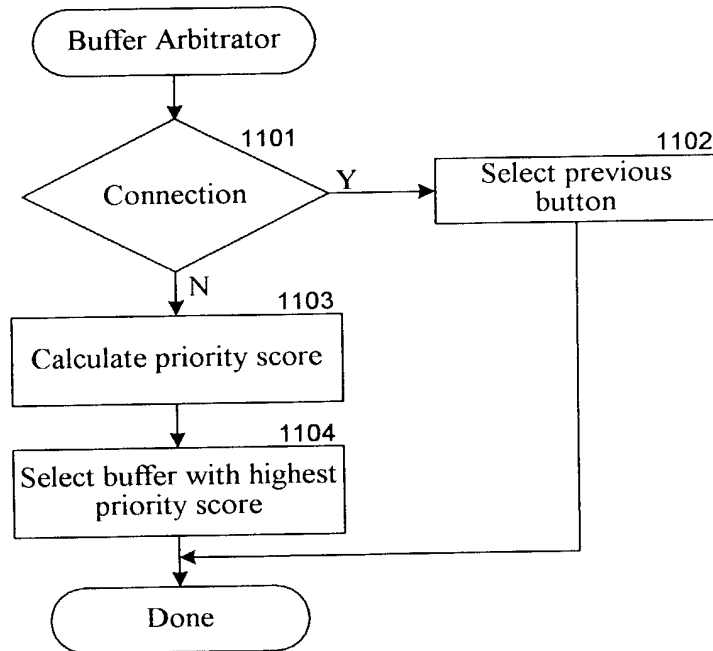 Buffer Arbitrator
1101
Connection
Y
1102
Select previous
button
N
1103
Calculate priority score
1104
Select buffer with highest
priority score
Done